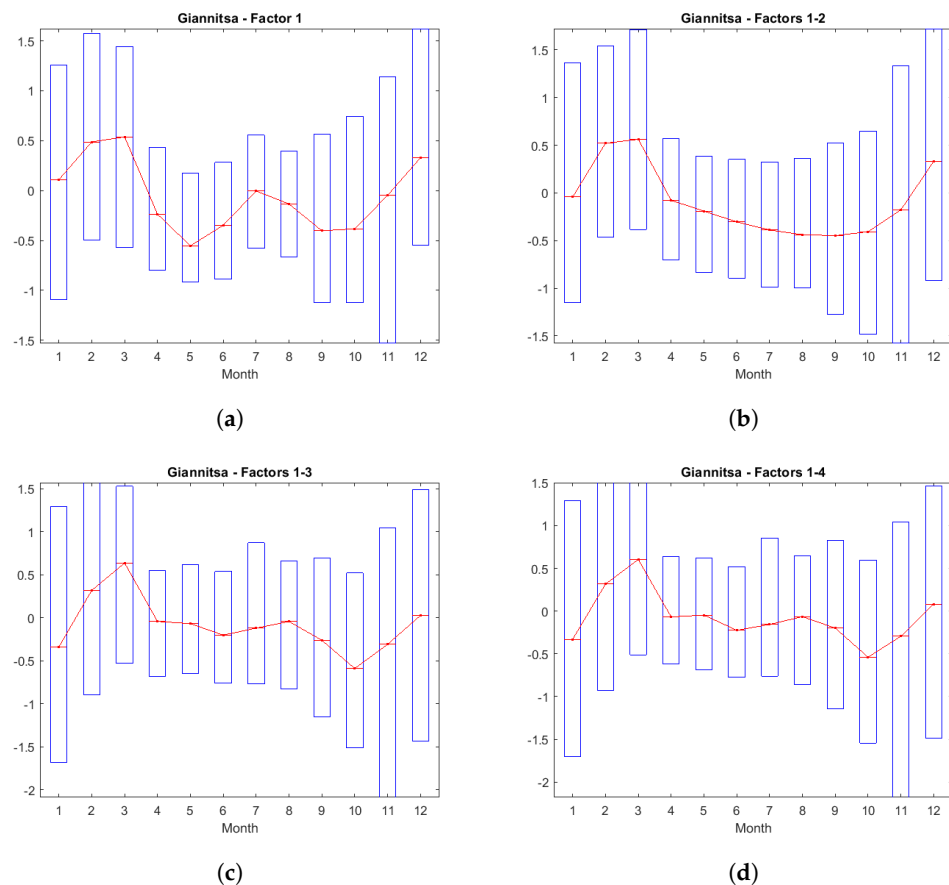 Giannitsa - Factor 1
1.5
1
0.5
0
-0.5
-1
-1.5
1 2 3 4 5 6 7 8 9 10 11 12
Month
(a)
Giannitsa - Factors 1-2
1.5
1
0.5
0
-0.5
-1
-1.5
1 2 3 4 5 6 7 8 9 10 11 12
Month
(b)
Giannitsa - Factors 1-3
1.5
1
0.5
0
-0.5
-1
-1.5
-2
1 2 3 4 5 6 7 8 9 10 11 12
Month
(c)
Giannitsa - Factors 1-4
1.5
1
0.5
0
-0.5
-1
-1.5
-2
1 2 3 4 5 6 7 8 9 10 11 12
Month
(d)